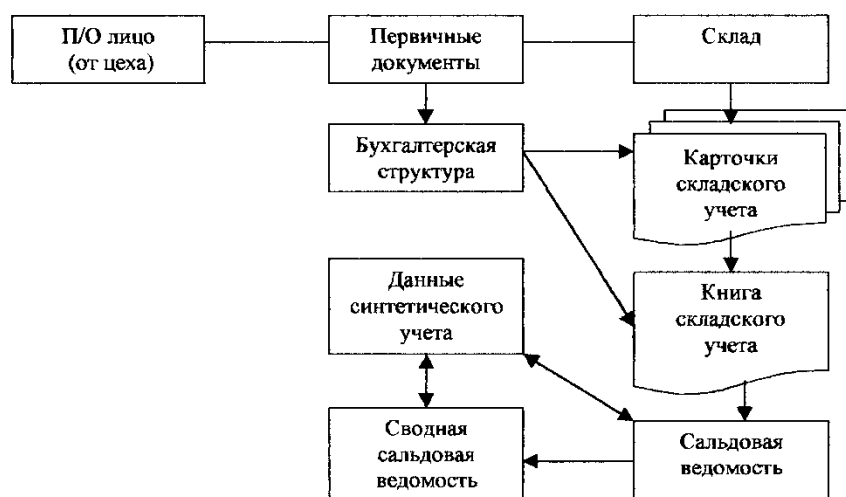 П/О лицо
(от цеха)
Первичные
документы
Склад
Бухгалтерская
структура
Карточки
складского
учета
Данные
синтетического
учета
Книга
складского
учета
Сводная
сальдовая
ведомость
Сальдовая
ведомость